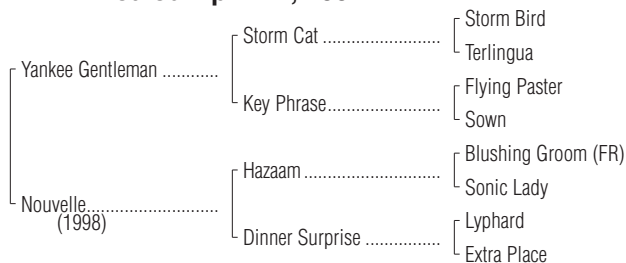 Storm Bird
Storm Cat ........................
Terlingua
Yankee Gentleman ............
Flying Paster
Key Phrase.......................
Sown
Blushing Groom (FR)
Hazaam ............................
Sonic Lady
Nouvelle............................
(1998)
Lyphard
Dinner Surprise ................
Extra Place